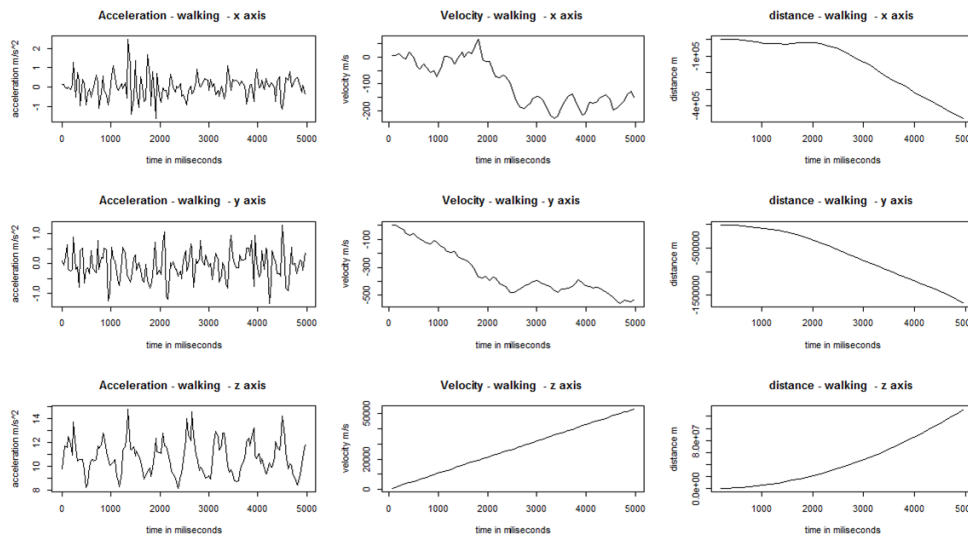 Acceleration - walking - x axis
acceleration m/s^2
2
1
0
-1
0 1000 2000 3000 4000 5000
time in miliseconds
Velocity - walking - x axis
velocity m/s
0
-100
-200
0 1000 2000 3000 4000 5000
time in miliseconds
distance - walking - x axis
distance m
-1e+05
-4e+05
1000 2000 3000 4000 5000
time in miliseconds
Acceleration - walking - y axis
acceleration m/s^2
1.0
0.0
-1.0
0 1000 2000 3000 4000 5000
time in miliseconds
Velocity - walking - y axis
velocity m/s
-100
-300
-500
0 1000 2000 3000 4000 5000
time in miliseconds
distance - walking - y axis
distance m
-500000
-1500000
1000 2000 3000 4000 5000
time in miliseconds
Acceleration - walking - z axis
acceleration m/s^2
14
12
10
8
0 1000 2000 3000 4000 5000
time in miliseconds
Velocity - walking - z axis
velocity m/s
50000
20000
0
0 1000 2000 3000 4000 5000
time in miliseconds
distance - walking - z axis
distance m
8.0e+07
0.0e+00
1000 2000 3000 4000 5000
time in miliseconds